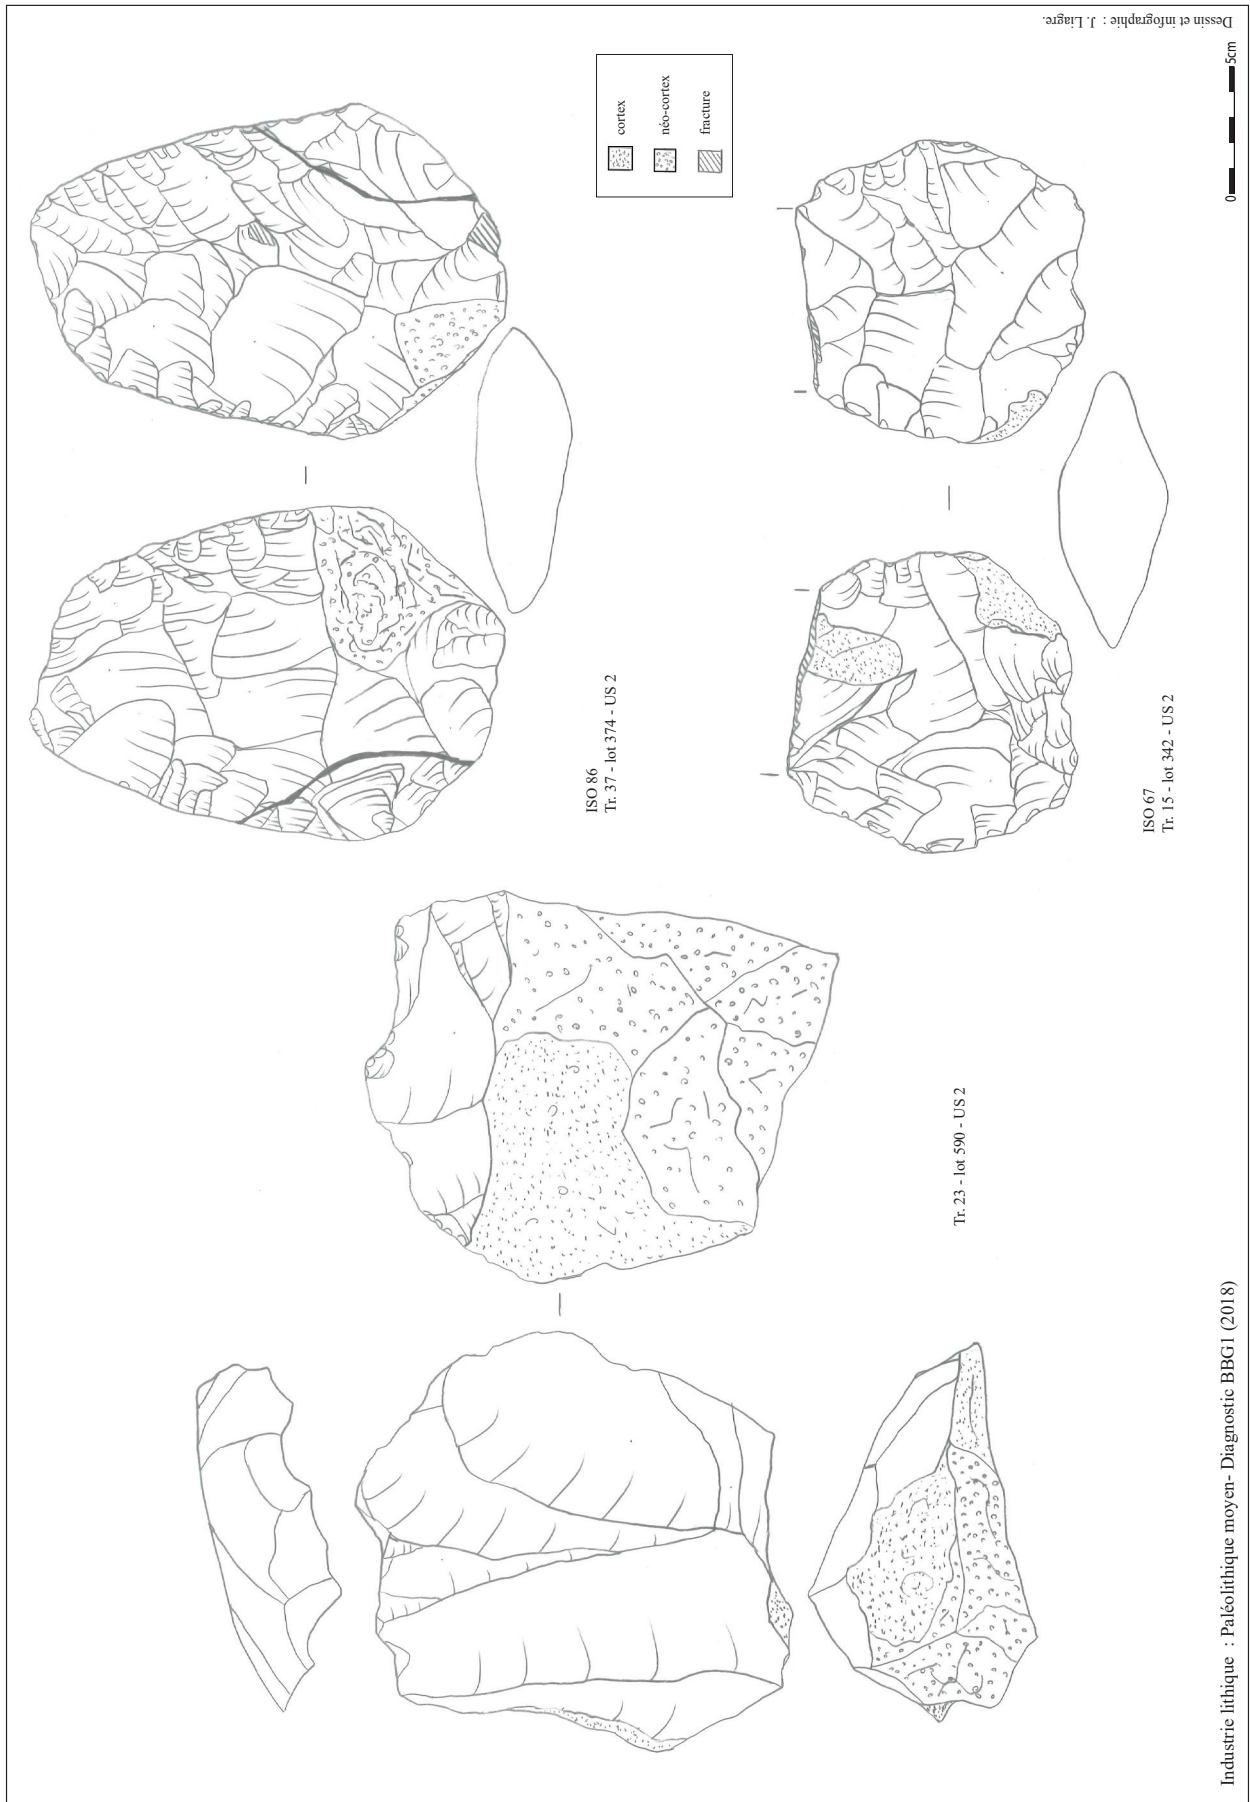 Dessin et infographie : J. Liagre.
0 5cm
cortex
néo-cortex
fracture
ISO 86
Tr. 37 - lot 374 - US 2
ISO 67
Tr. 15 - lot 342 - US 2
Tr. 23 - lot 590 - US 2
Industrie lithique : Paléolithique moyen- Diagnostic BBG1 (2018)